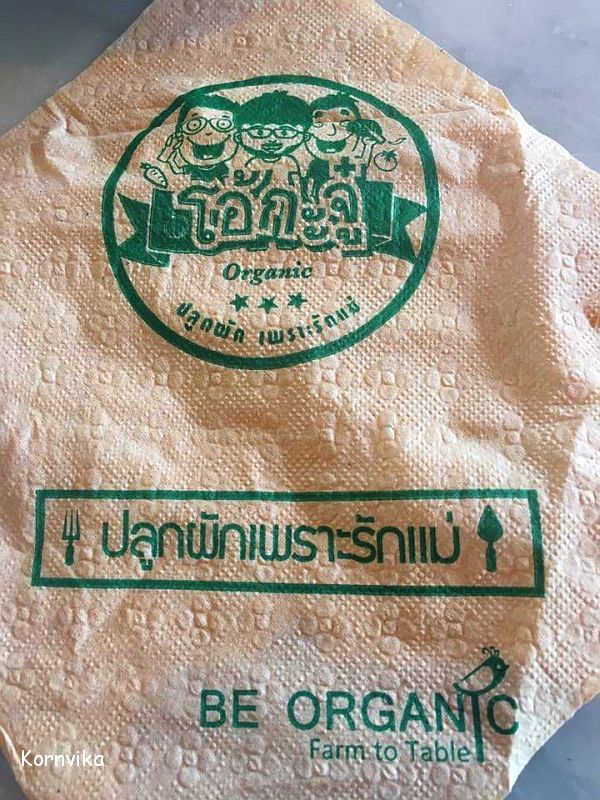 โอ้กะจู๋
Organic
ปลูกผัก เพราะรักแม่
ปลูกผักเพราะรักแม่
BE ORGANIC
Farm to Table
Kornvika